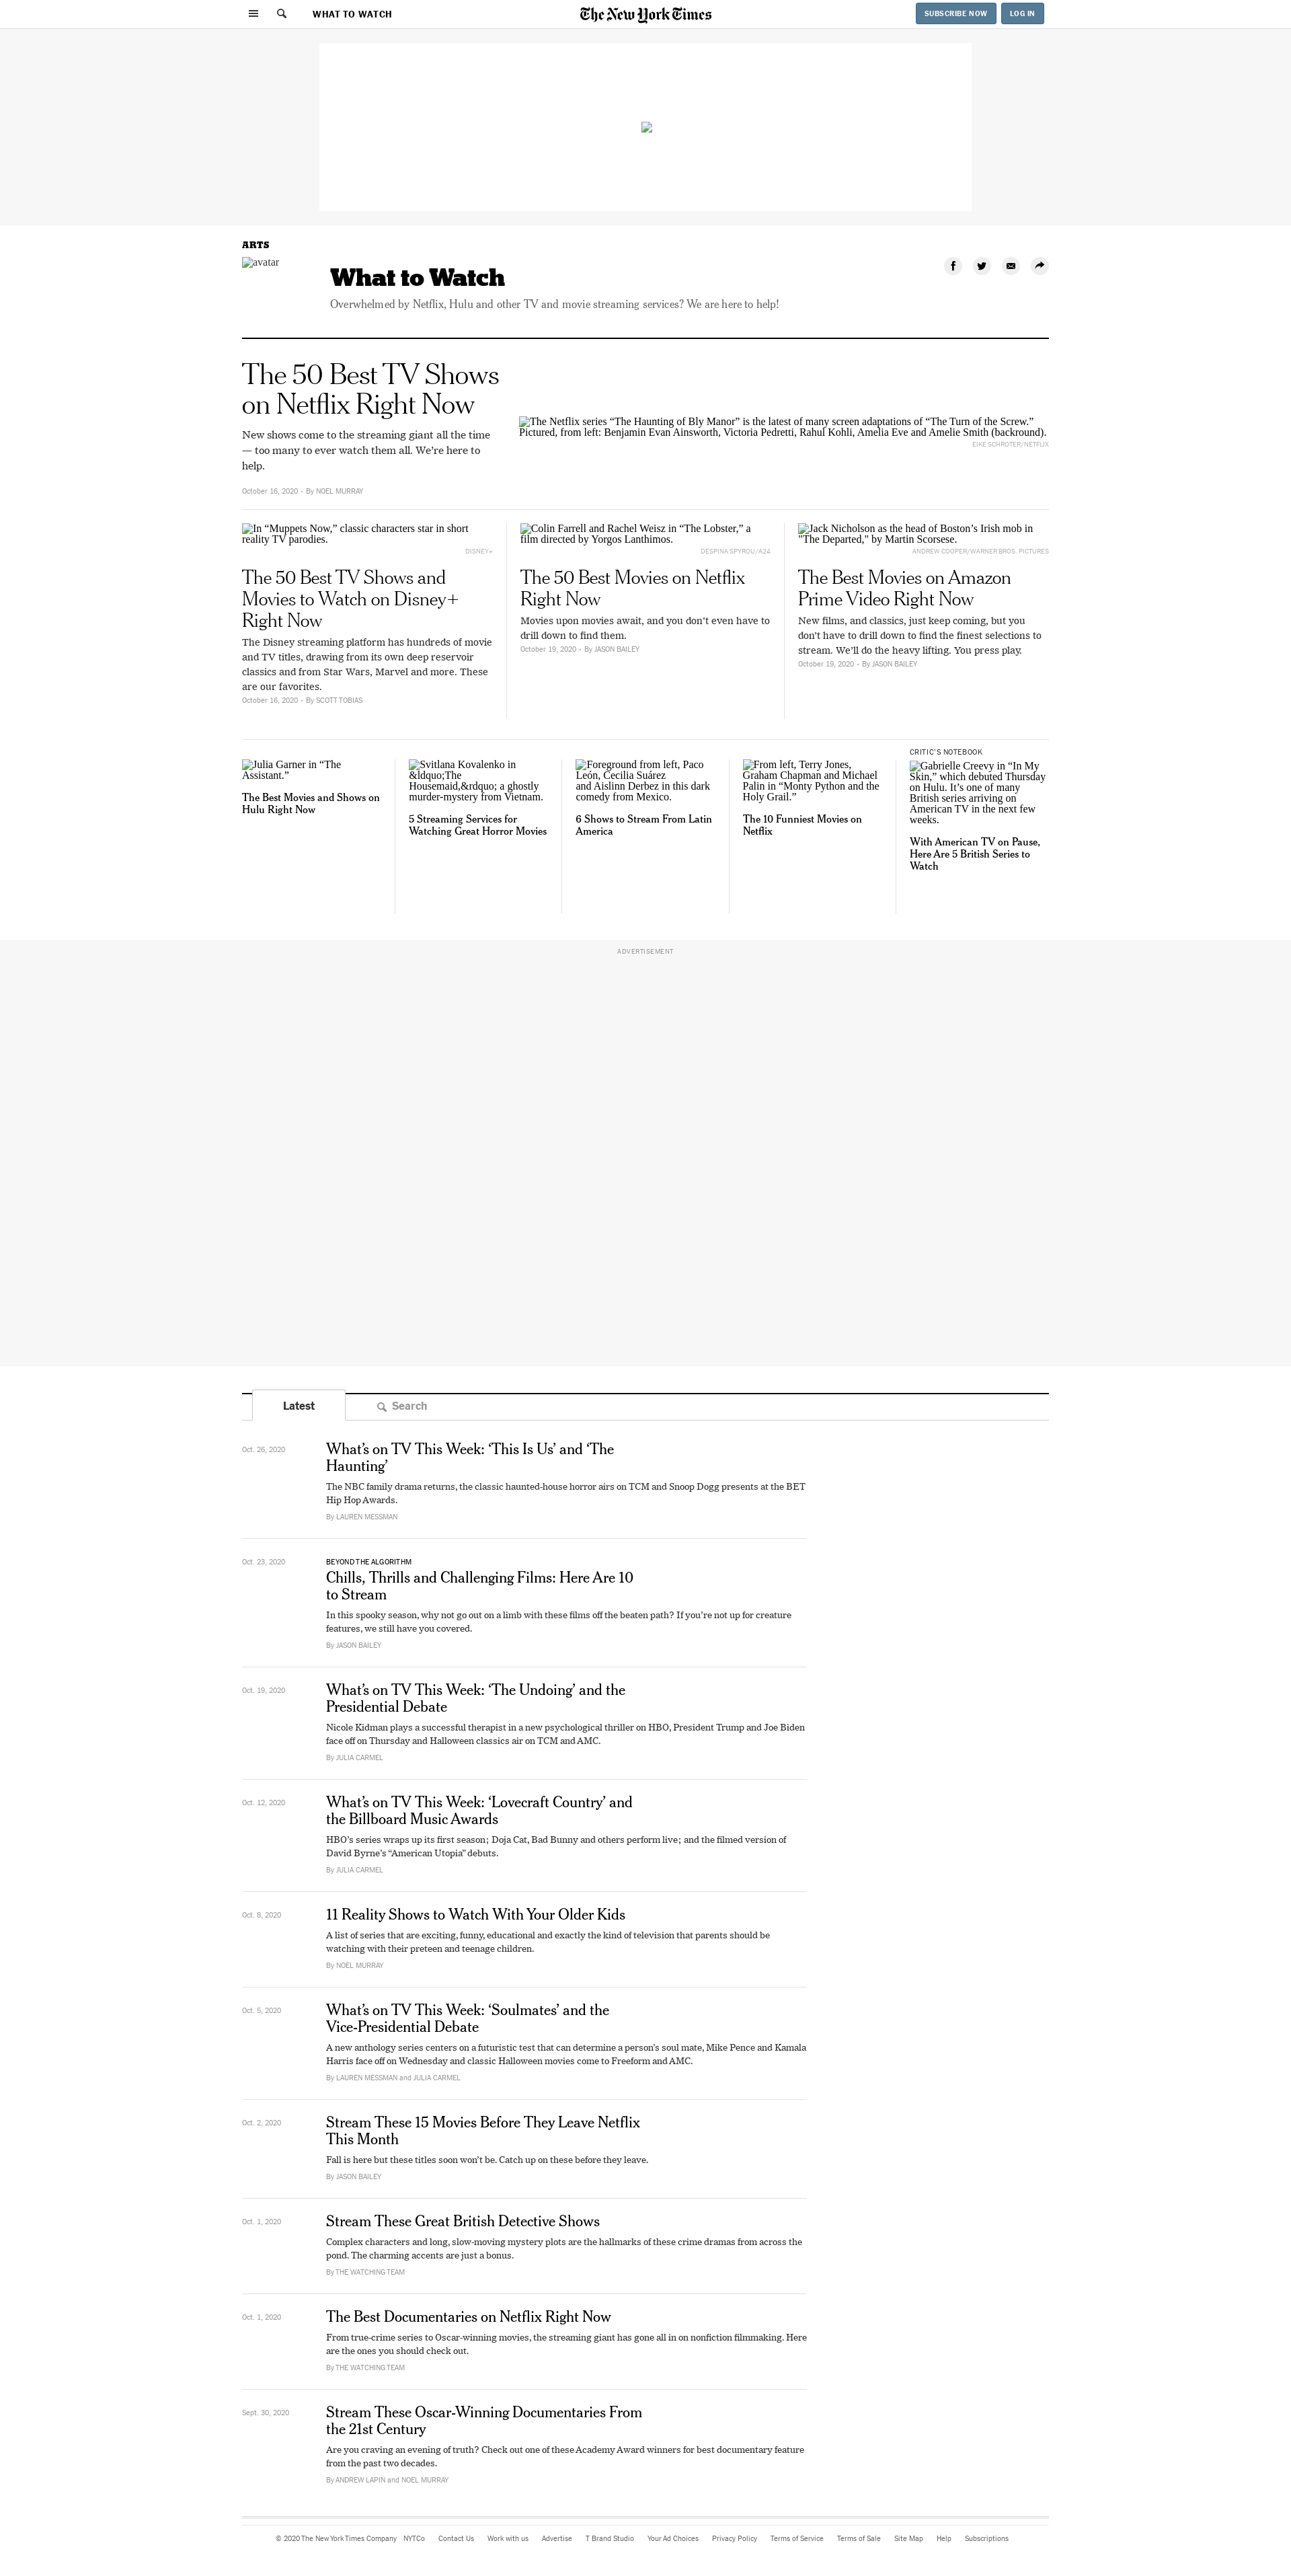 WHAT TO WATCH
The New York Times
SUBSCRIBE NOW
LOG IN
ARTS
avatar
What to Watch
Overwhelmed by Netflix, Hulu and other TV and movie streaming services? We are here to help!
The 50 Best TV Shows
on Netflix Right Now
New shows come to the streaming giant all the time
— too many to ever watch them all. We’re here to
help.
October 16, 2020 - By NOEL MURRAY
The Netflix series “The Haunting of Bly Manor” is the latest of many screen adaptations of “The Turn of the Screw.”
Pictured, from left: Benjamin Evan Ainsworth, Victoria Pedretti, Rahul Kohli, Amelia Eve and Amelie Smith (backround).
EIKE SCHROTER/NETFLIX
In “Muppets Now,” classic characters star in short
reality TV parodies.
DISNEY+
The 50 Best TV Shows and
Movies to Watch on Disney+
Right Now
The Disney streaming platform has hundreds of movie
and TV titles, drawing from its own deep reservoir
classics and from Star Wars, Marvel and more. These
are our favorites.
October 16, 2020 - By SCOTT TOBIAS
Colin Farrell and Rachel Weisz in “The Lobster,” a
film directed by Yorgos Lanthimos.
DESPINA SPYROU/A24
The 50 Best Movies on Netflix
Right Now
Movies upon movies await, and you don’t even have to
drill down to find them.
October 19, 2020 - By JASON BAILEY
Jack Nicholson as the head of Boston’s Irish mob in
"The Departed," by Martin Scorsese.
ANDREW COOPER/WARNER BROS. PICTURES
The Best Movies on Amazon
Prime Video Right Now
New films, and classics, just keep coming, but you
don’t have to drill down to find the finest selections to
stream. We’ll do the heavy lifting. You press play.
October 19, 2020 - By JASON BAILEY
Julia Garner in “The
Assistant.”
The Best Movies and Shows on
Hulu Right Now
Svitlana Kovalenko in
&ldquo;The
Housemaid,&rdquo; a ghostly
murder-mystery from Vietnam.
5 Streaming Services for
Watching Great Horror Movies
Foreground from left, Paco
León, Cecilia Suárez
and Aislinn Derbez in this dark
comedy from Mexico.
6 Shows to Stream From Latin
America
From left, Terry Jones,
Graham Chapman and Michael
Palin in “Monty Python and the
Holy Grail.”
The 10 Funniest Movies on
Netflix
CRITIC’S NOTEBOOK
Gabrielle Creevy in “In My
Skin,” which debuted Thursday
on Hulu. It’s one of many
British series arriving on
American TV in the next few
weeks.
With American TV on Pause,
Here Are 5 British Series to
Watch
ADVERTISEMENT
Latest
Search
Oct. 26, 2020
What’s on TV This Week: ‘This Is Us’ and ‘The
Haunting’
The NBC family drama returns, the classic haunted-house horror airs on TCM and Snoop Dogg presents at the BET
Hip Hop Awards.
By LAUREN MESSMAN
Oct. 23, 2020
BEYOND THE ALGORITHM
Chills, Thrills and Challenging Films: Here Are 10
to Stream
In this spooky season, why not go out on a limb with these films off the beaten path? If you’re not up for creature
features, we still have you covered.
By JASON BAILEY
Oct. 19, 2020
What’s on TV This Week: ‘The Undoing’ and the
Presidential Debate
Nicole Kidman plays a successful therapist in a new psychological thriller on HBO, President Trump and Joe Biden
face off on Thursday and Halloween classics air on TCM and AMC.
By JULIA CARMEL
Oct. 12, 2020
What’s on TV This Week: ‘Lovecraft Country’ and
the Billboard Music Awards
HBO’s series wraps up its first season; Doja Cat, Bad Bunny and others perform live; and the filmed version of
David Byrne’s “American Utopia” debuts.
By JULIA CARMEL
Oct. 8, 2020
11 Reality Shows to Watch With Your Older Kids
A list of series that are exciting, funny, educational and exactly the kind of television that parents should be
watching with their preteen and teenage children.
By NOEL MURRAY
Oct. 5, 2020
What’s on TV This Week: ‘Soulmates’ and the
Vice-Presidential Debate
A new anthology series centers on a futuristic test that can determine a person’s soul mate, Mike Pence and Kamala
Harris face off on Wednesday and classic Halloween movies come to Freeform and AMC.
By LAUREN MESSMAN and JULIA CARMEL
Oct. 2, 2020
Stream These 15 Movies Before They Leave Netflix
This Month
Fall is here but these titles soon won’t be. Catch up on these before they leave.
By JASON BAILEY
Oct. 1, 2020
Stream These Great British Detective Shows
Complex characters and long, slow-moving mystery plots are the hallmarks of these crime dramas from across the
pond. The charming accents are just a bonus.
By THE WATCHING TEAM
Oct. 1, 2020
The Best Documentaries on Netflix Right Now
From true-crime series to Oscar-winning movies, the streaming giant has gone all in on nonfiction filmmaking. Here
are the ones you should check out.
By THE WATCHING TEAM
Sept. 30, 2020
Stream These Oscar-Winning Documentaries From
the 21st Century
Are you craving an evening of truth? Check out one of these Academy Award winners for best documentary feature
from the past two decades.
By ANDREW LAPIN and NOEL MURRAY
© 2020 The New York Times Company NYTCo Contact Us Work with us Advertise T Brand Studio Your Ad Choices Privacy Policy Terms of Service Terms of Sale Site Map Help Subscriptions